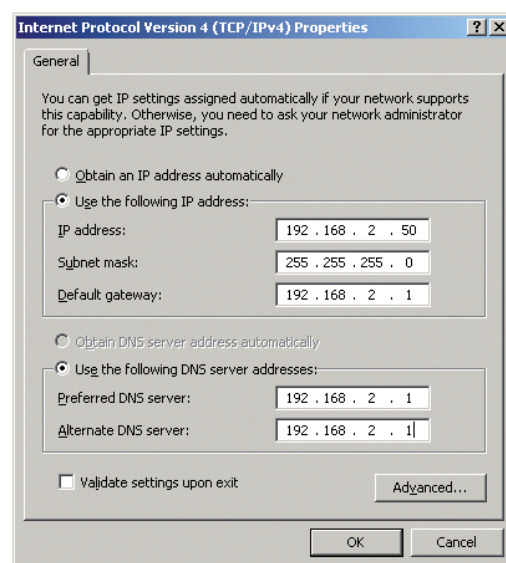 Internet Protocol Version 4 (TCP/IPv4) Properties ? X
General
You can get IP settings assigned automatically if your network supports
this capability. Otherwise, you need to ask your network administrator
for the appropriate IP settings.
Obtain an IP address automatically
Use the following IP address:
IP address: 192 . 168 . 2 . 50
Subnet mask: 255 . 255 . 255 . 0
Default gateway: 192 . 168 . 2 . 1
Obtain DNS server address automatically
Use the following DNS server addresses:
Preferred DNS server: 192 . 168 . 2 . 1
Alternate DNS server: 192 . 168 . 2 . 1
Validate settings upon exit
Advanced...
OK Cancel